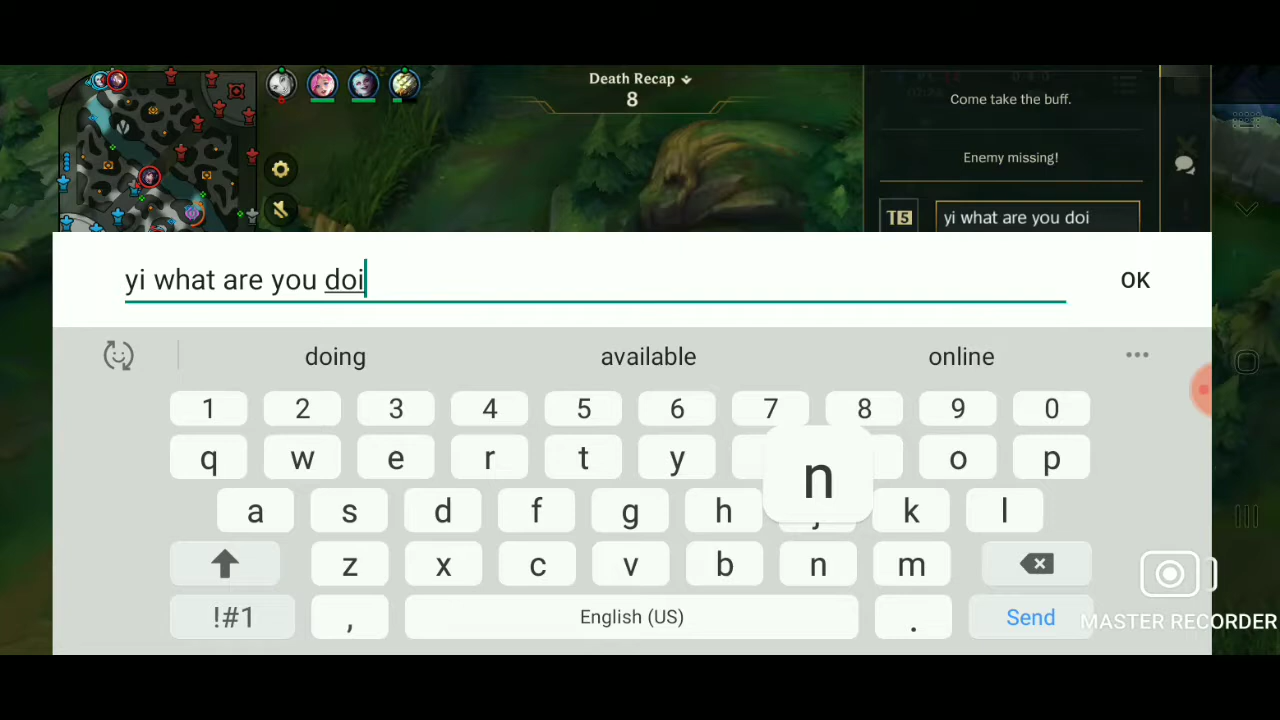 Death Recap
8
Come take the buff.
Enemy missing!
T5
yi what are you doi
yi what are you doi
OK
doing
available
online
1 2 3 4 5 6 7 8 9 0
q w e r t y o p
n
a s d f g h k l
z x c v b n m
!#1 , English (US) . Send
MASTER RECORDER